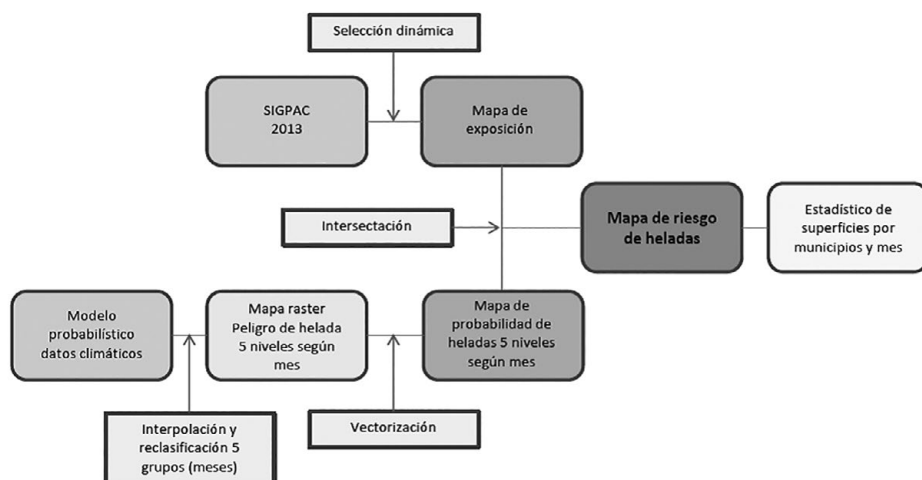 Selección dinámica
SIGPAC
2013
Mapa de
exposición
Intersectación
Mapa de riesgo
de heladas
Estadístico de
superficies por
municipios y mes
Modelo
probabilístico
datos climáticos
Mapa raster
Peligro de helada
5 niveles según
mes
Mapa de
probabilidad de
heladas 5 niveles
según mes
Interpolación y
reclasificación 5
grupos (meses)
Vectorización